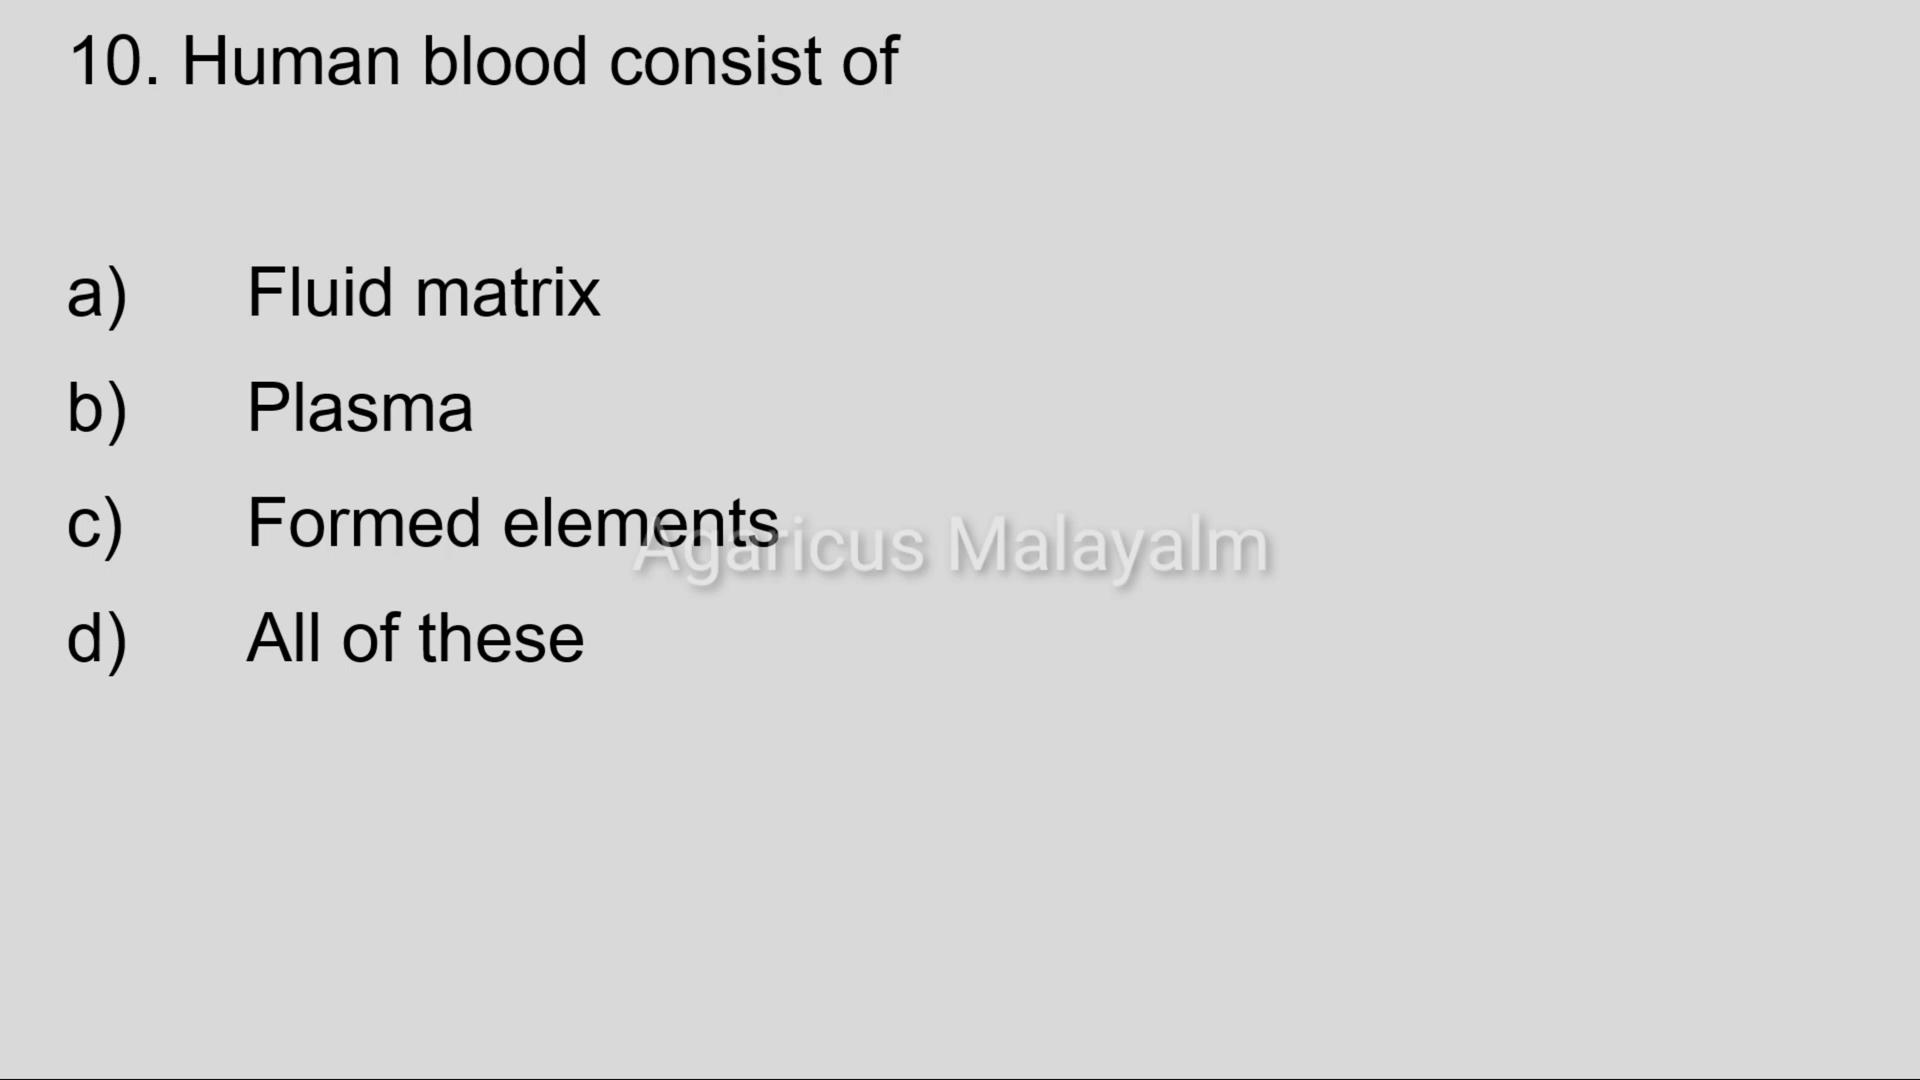 10. Human blood consist of
a) Fluid matrix
b) Plasma
c) Formed elements
Agaricus Malayalm
d) All of these